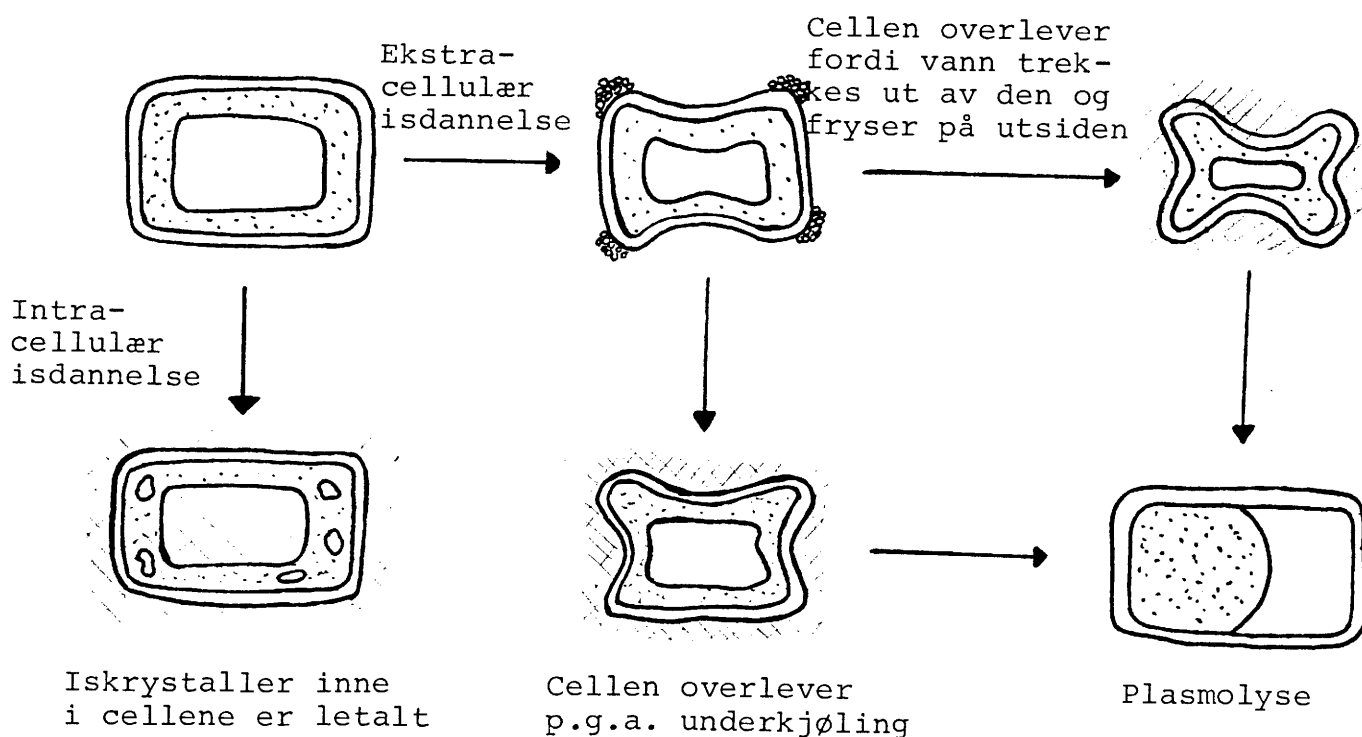 Ekstra-
cellulær
isdannelse
Cellen overlever
fordi vann trek-
kes ut av den og
fryser på utsiden
Intra-
cellulær
isdannelse
Iskrystaller inne
i cellene er letalt
Cellen overlever
p.g.a. underkjøling
Plasmolyse